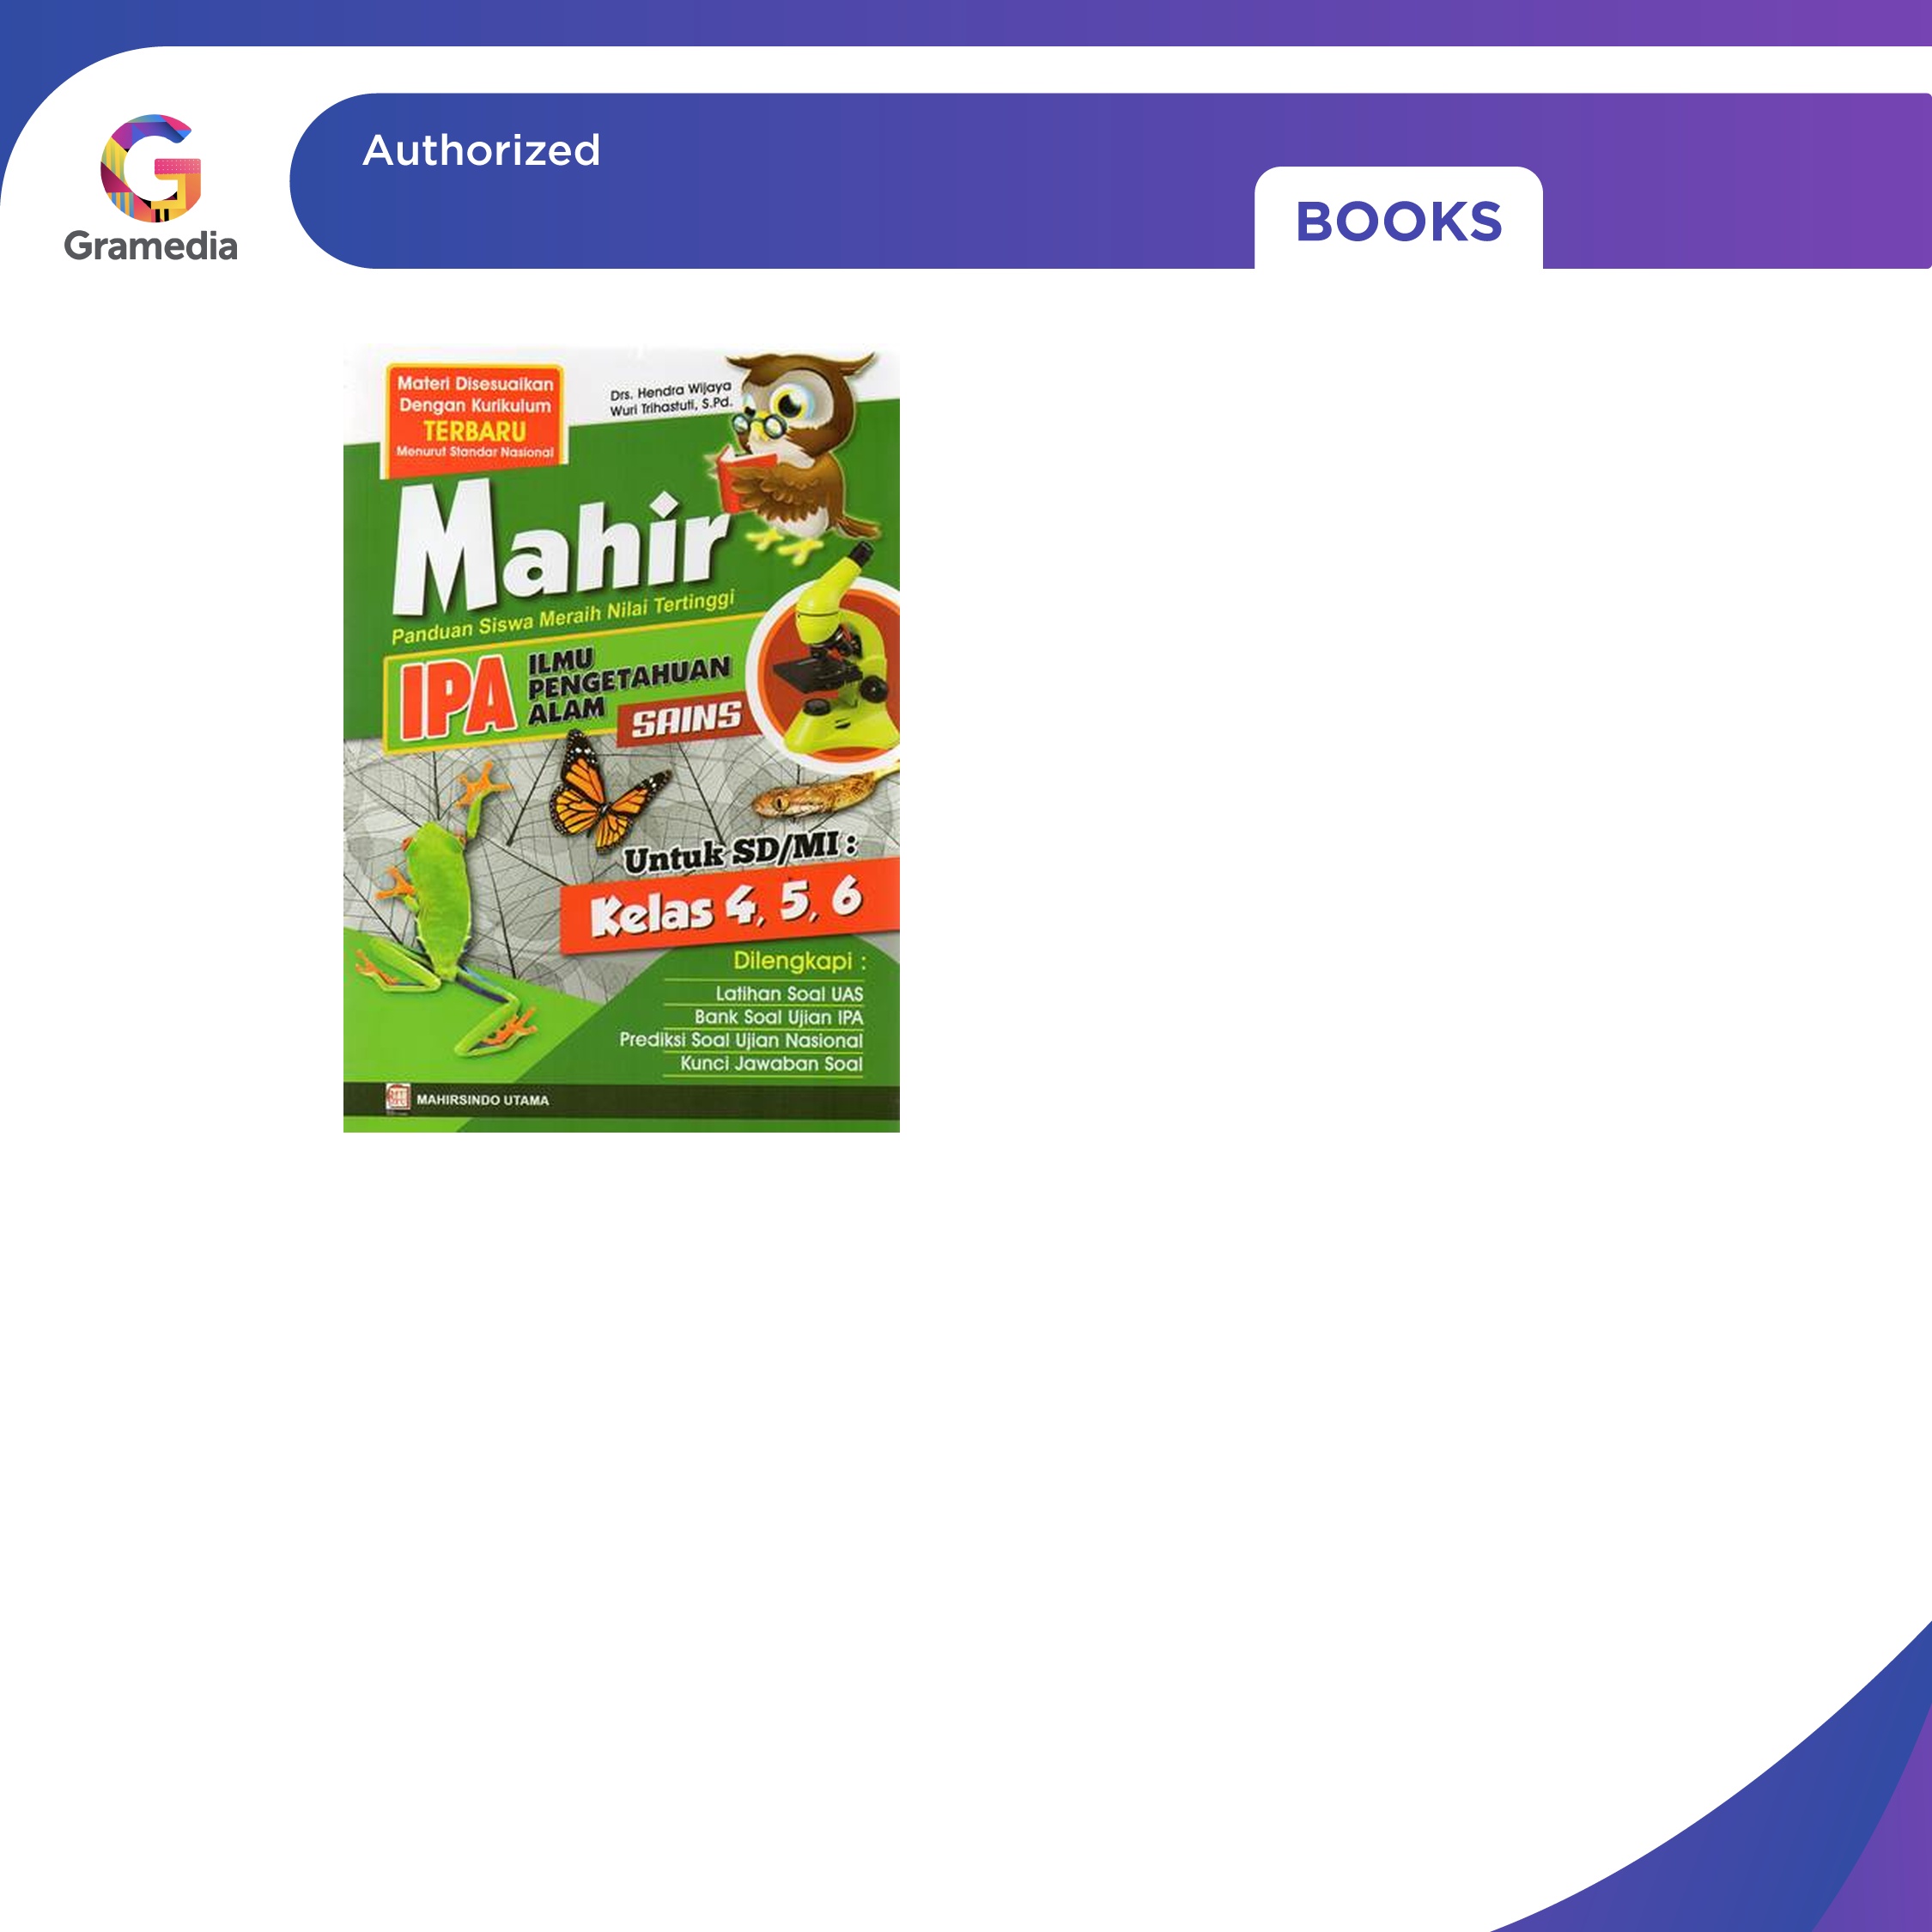 Authorized
BOOKS
Gramedia
Materi Disesuaikan
Dengan Kurikulum
TERBARU
Menurut Standar Nasional
Drs. Hendra Wijaya
Wuri Trihastuti, S.Pd.
Mahir
Panduan Siswa Meraih Nilai Tertinggi
IPA
ILMU
PENGETAHUAN
ALAM
SAINS
Untuk SD/MI :
Kelas 4, 5, 6
Dilengkapi :
Latihan Soal UAS
Bank Soal Ujian IPA
Prediksi Soal Ujian Nasional
Kunci Jawaban Soal
MAHIRSINDO UTAMA